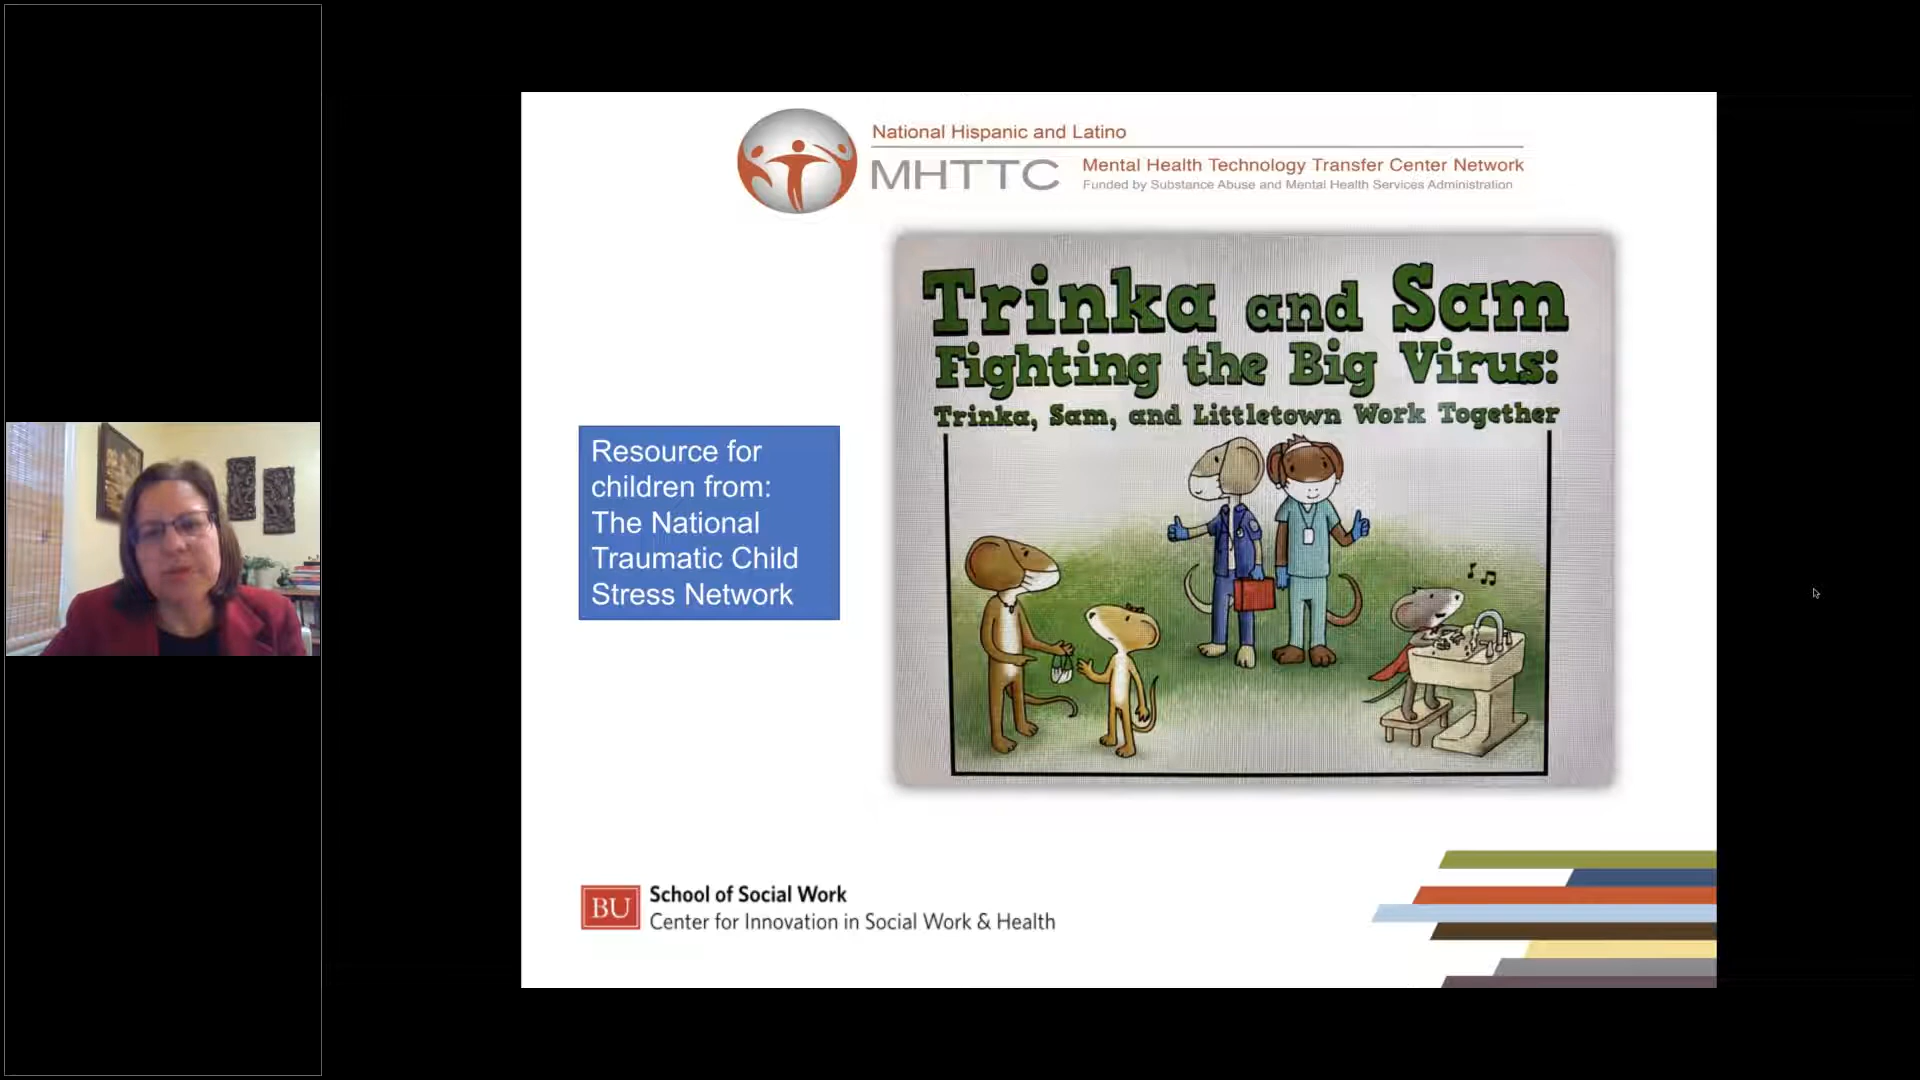 National Hispanic and Latino
MHTTC
Mental Health Technology Transfer Center Network
Funded by Substance Abuse and Mental Health Services Administration
Trinka and Sam
Fighting the Big Virus:
Trinka, Sam, and Littletown Work Together
Resource for
children from:
The National
Traumatic Child
Stress Network
BU
School of Social Work
Center for Innovation in Social Work & Health